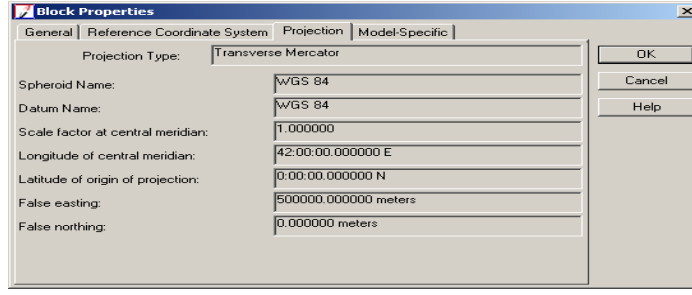 Block Properties
General Reference Coordinate System Projection Model-Specific
Projection Type: Transverse Mercator
OK
Spheroid Name: WGS 84
Cancel
Datum Name: WGS 84
Help
Scale factor at central meridian: 1.000000
Longitude of central meridian: 42:00:00.000000 E
Latitude of origin of projection: 0:00:00.000000 N
False easting: 500000.000000 meters
False northing: 0.000000 meters